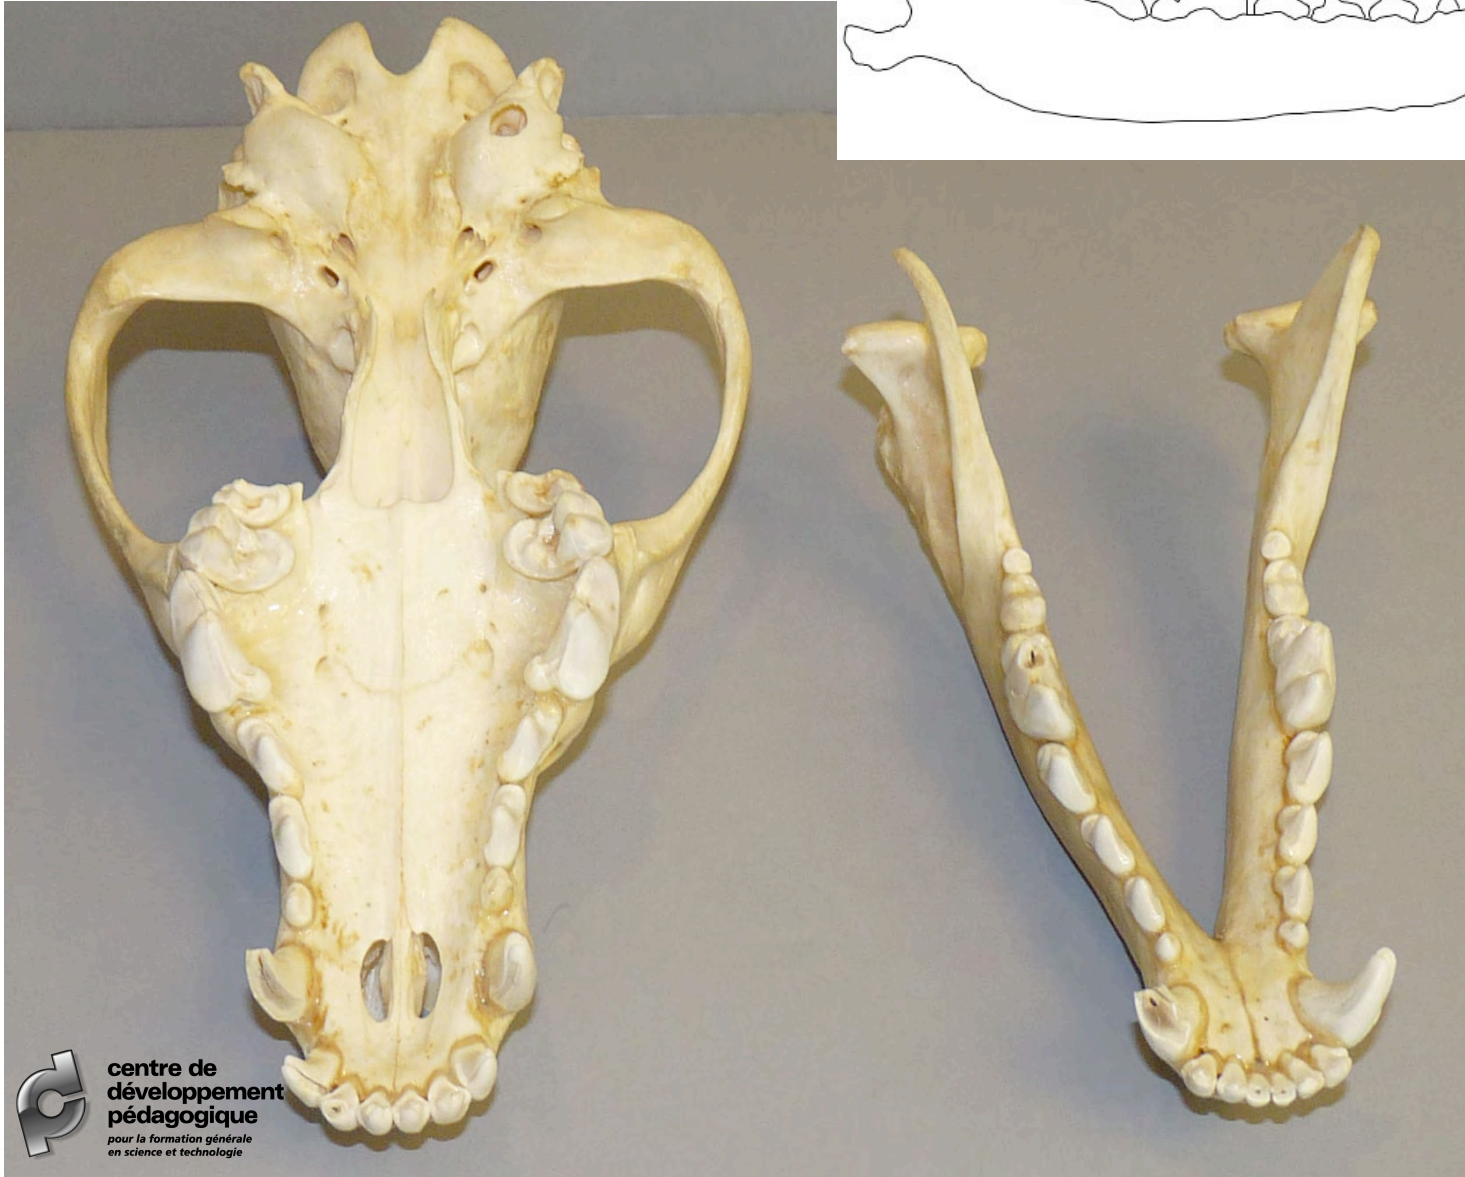 centre de
développement
pédagogique
pour la formation générale
en science et technologie